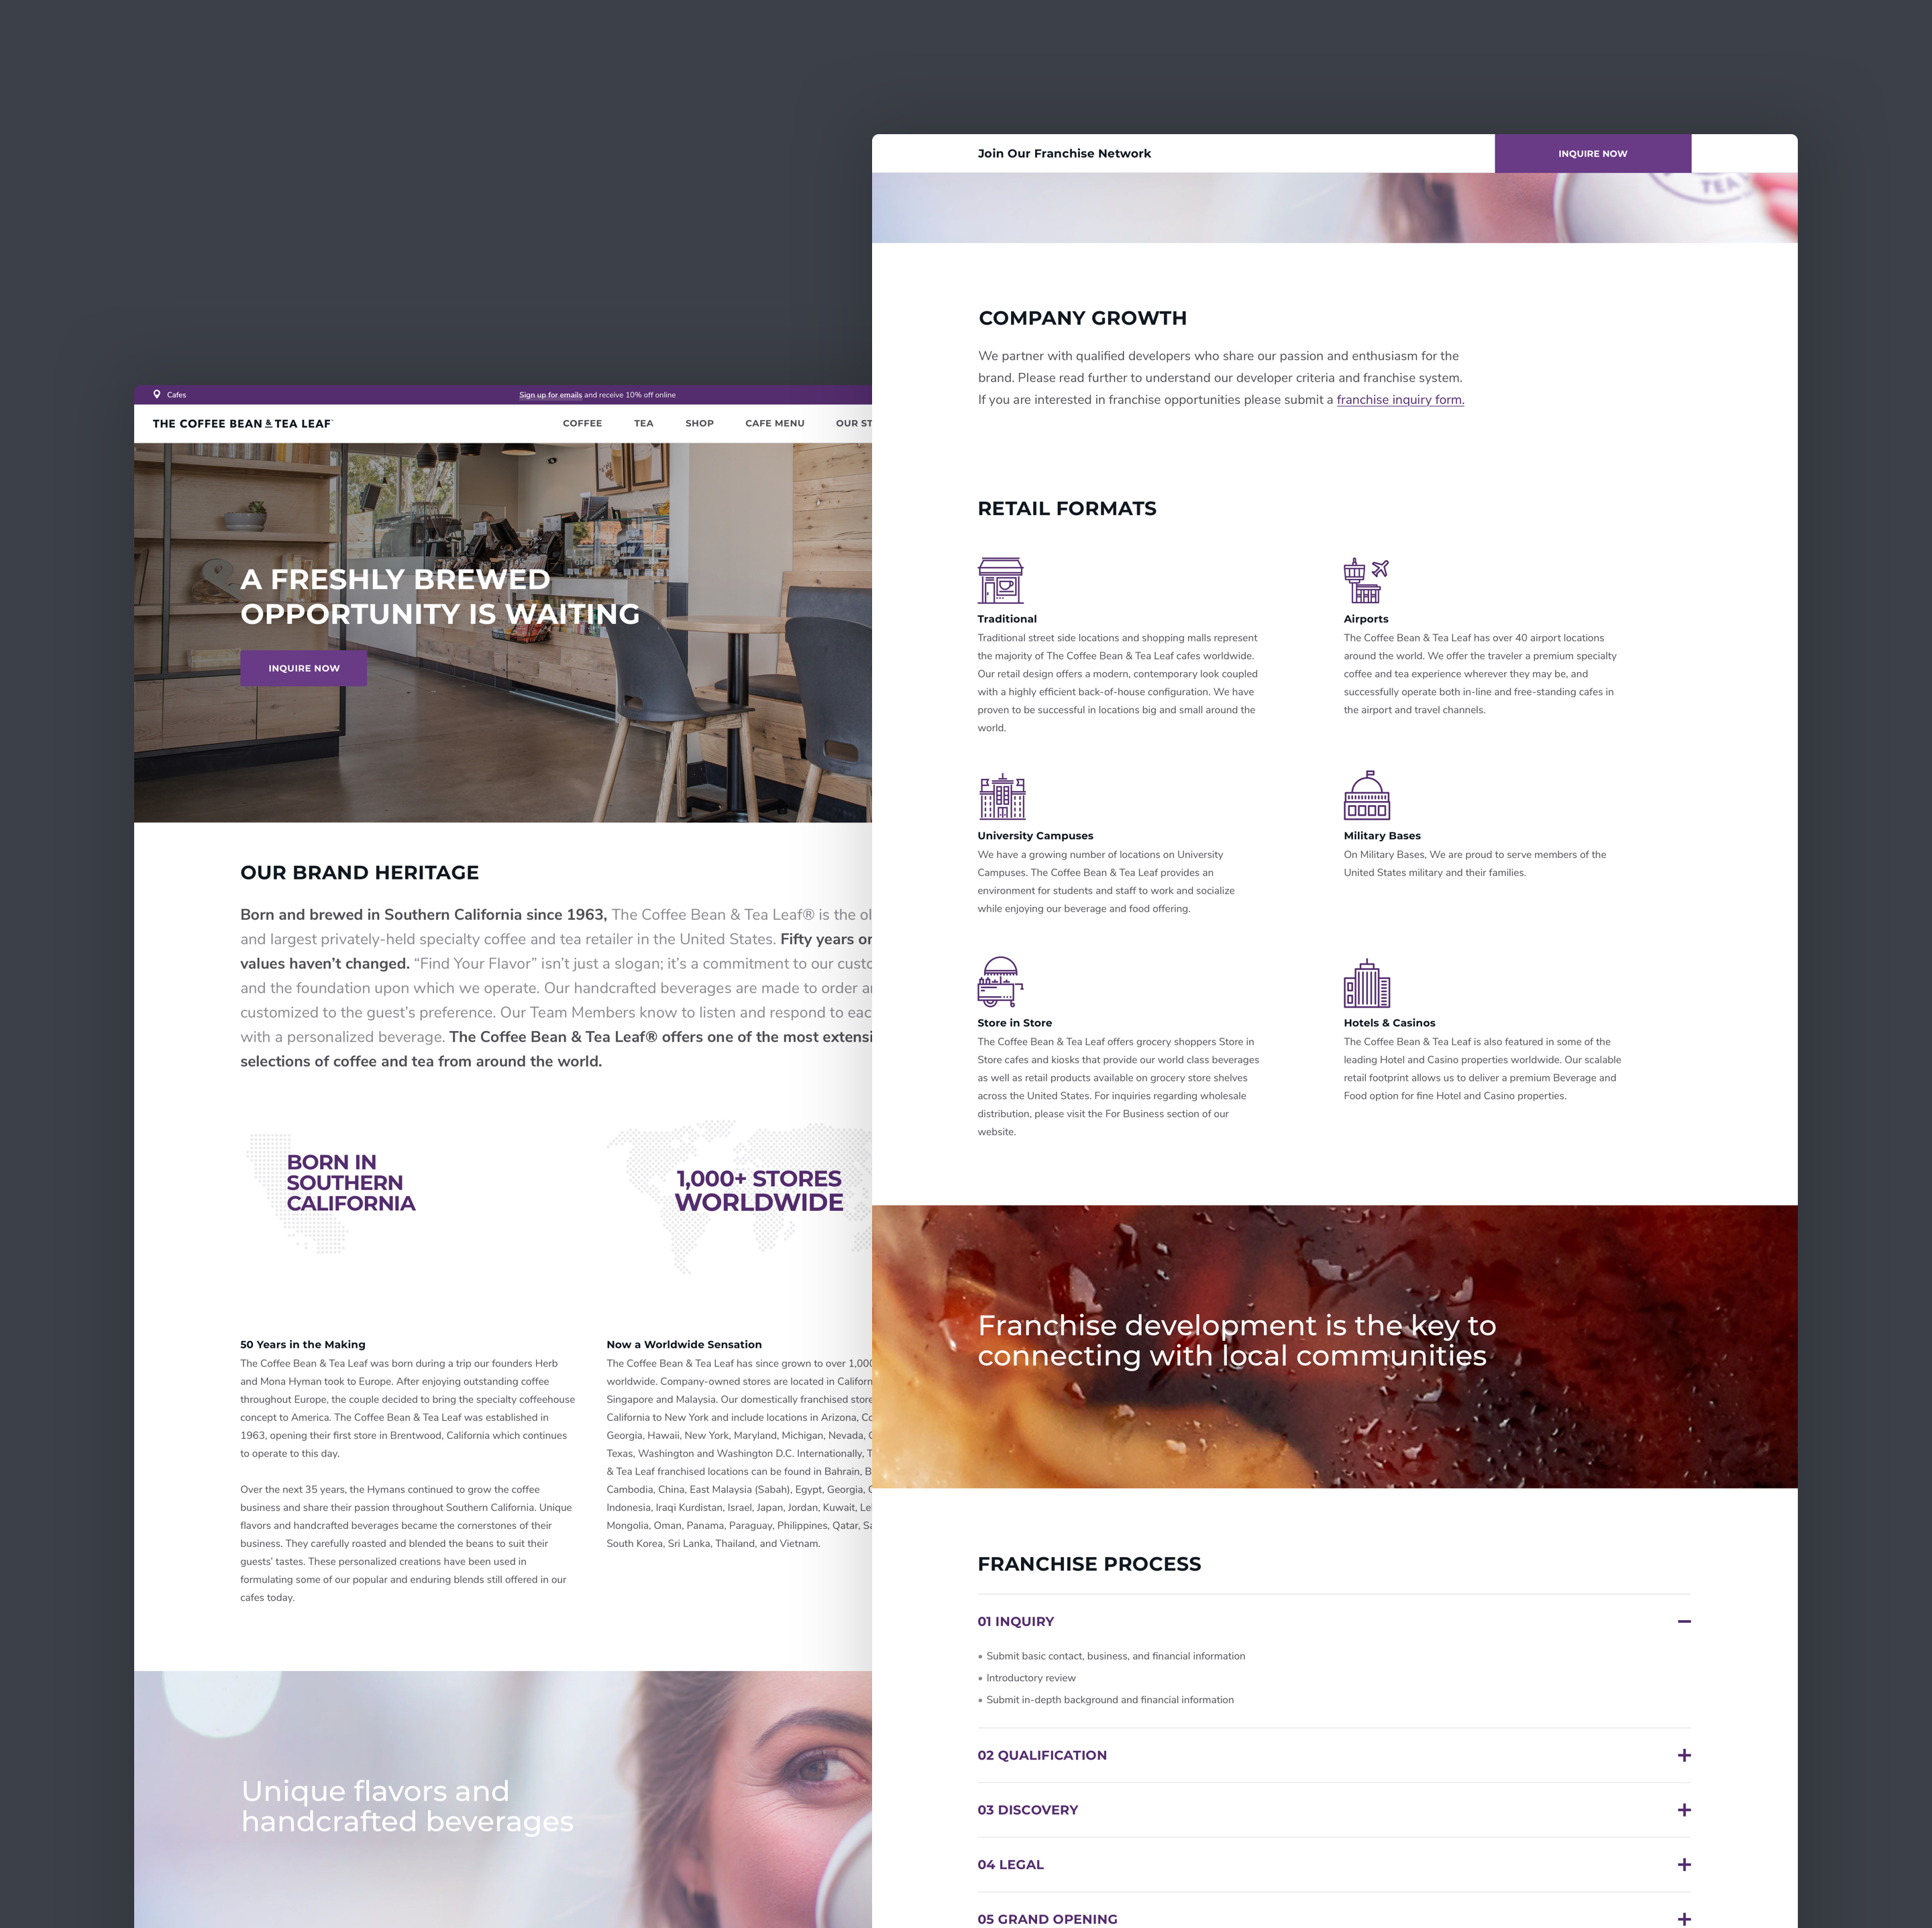 Cafes
Sign up for emails and receive 10% off online
THE COFFEE BEAN & TEA LEAF
COFFEE TEA SHOP CAFE MENU OUR
A FRESHLY BREWED
OPPORTUNITY IS WAITING
INQUIRE NOW
OUR BRAND HERITAGE
Born and brewed in Southern California since 1963, The Coffee Bean & Tea Leaf® is the
and largest privately-held specialty coffee and tea retailer in the United States. Fifty years
values haven’t changed. “Find Your Flavor” isn’t just a slogan; it’s a commitment to our
and the foundation upon which we operate. Our handcrafted beverages are made to order
customized to the guest’s preference. Our Team Members know to listen and respond to
with a personalized beverage. The Coffee Bean & Tea Leaf® offers one of the most
selections of coffee and tea from around the world.
BORN IN
SOUTHERN
CALIFORNIA
1,000+ STORES
WORLDWIDE
50 Years in the Making
The Coffee Bean & Tea Leaf was born during a trip our founders Herb
and Mona Hyman took to Europe. After enjoying outstanding coffee
throughout Europe, the couple decided to bring the specialty coffeehouse
concept to America. The Coffee Bean & Tea Leaf was established in
1963, opening their first store in Brentwood, California which continues
to operate to this day.
Over the next 35 years, the Hymans continued to grow the coffee
business and share their passion throughout Southern California. Unique
flavors and handcrafted beverages became the cornerstones of their
business. They carefully roasted and blended the beans to suit their
guests’ tastes. These personalized creations have been used in
formulating some of our popular and enduring blends still offered in our
cafes today.
Now a Worldwide Sensation
The Coffee Bean & Tea Leaf has since grown to over
worldwide. Company-owned stores are located in
Singapore and Malaysia. Our domestically franchised
California to New York and include locations in Arizona,
Georgia, Hawaii, New York, Maryland, Michigan, Nevada,
Texas, Washington and Washington D.C. Internationally,
& Tea Leaf franchised locations can be found in Bahrain,
Cambodia, China, East Malaysia (Sabah), Egypt, Georgia,
Indonesia, Iraqi Kurdistan, Israel, Japan, Jordan, Kuwait,
Mongolia, Oman, Panama, Paraguay, Philippines, Qatar,
South Korea, Sri Lanka, Thailand, and Vietnam.
Unique flavors and
handcrafted beverages
Join Our Franchise Network
INQUIRE NOW
TEA
COMPANY GROWTH
We partner with qualified developers who share our passion and enthusiasm for the
brand. Please read further to understand our developer criteria and franchise system.
If you are interested in franchise opportunities please submit a franchise inquiry form.
RETAIL FORMATS
Traditional
Traditional street side locations and shopping malls represent
the majority of The Coffee Bean & Tea Leaf cafes worldwide.
Our retail design offers a modern, contemporary look coupled
with a highly efficient back-of-house configuration. We have
proven to be successful in locations big and small around the
world.
Airports
The Coffee Bean & Tea Leaf has over 40 airport locations
around the world. We offer the traveler a premium specialty
coffee and tea experience wherever they may be, and
successfully operate both in-line and free-standing cafes in
the airport and travel channels.
University Campuses
We have a growing number of locations on University
Campuses. The Coffee Bean & Tea Leaf provides an
environment for students and staff to work and socialize
while enjoying our beverage and food offering.
Military Bases
On Military Bases, We are proud to serve members of the
United States military and their families.
Store in Store
The Coffee Bean & Tea Leaf offers grocery shoppers Store in
Store cafes and kiosks that provide our world class beverages
as well as retail products available on grocery store shelves
across the United States. For inquiries regarding wholesale
distribution, please visit the For Business section of our
website.
Hotels & Casinos
The Coffee Bean & Tea Leaf is also featured in some of the
leading Hotel and Casino properties worldwide. Our scalable
retail footprint allows us to deliver a premium Beverage and
Food option for fine Hotel and Casino properties.
Franchise development is the key to
connecting with local communities
FRANCHISE PROCESS
01 INQUIRY
• Submit basic contact, business, and financial information
• Introductory review
• Submit in-depth background and financial information
02 QUALIFICATION
03 DISCOVERY
04 LEGAL
05 GRAND OPENING